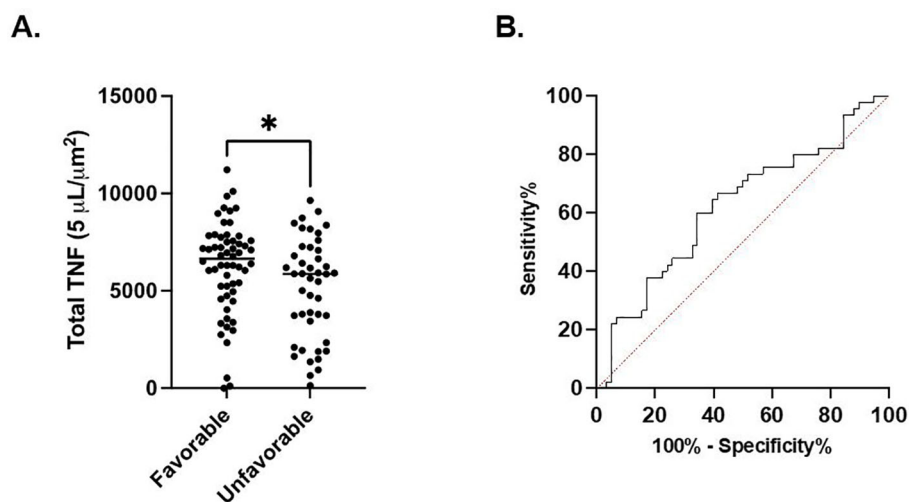 A.
B.
Total TNF (5 μL/μm²)
15000
10000
5000
0
*
Favorable
Unfavorable
Sensitivity%
100
80
60
40
20
0
0 20 40 60 80 100
100% - Specificity%